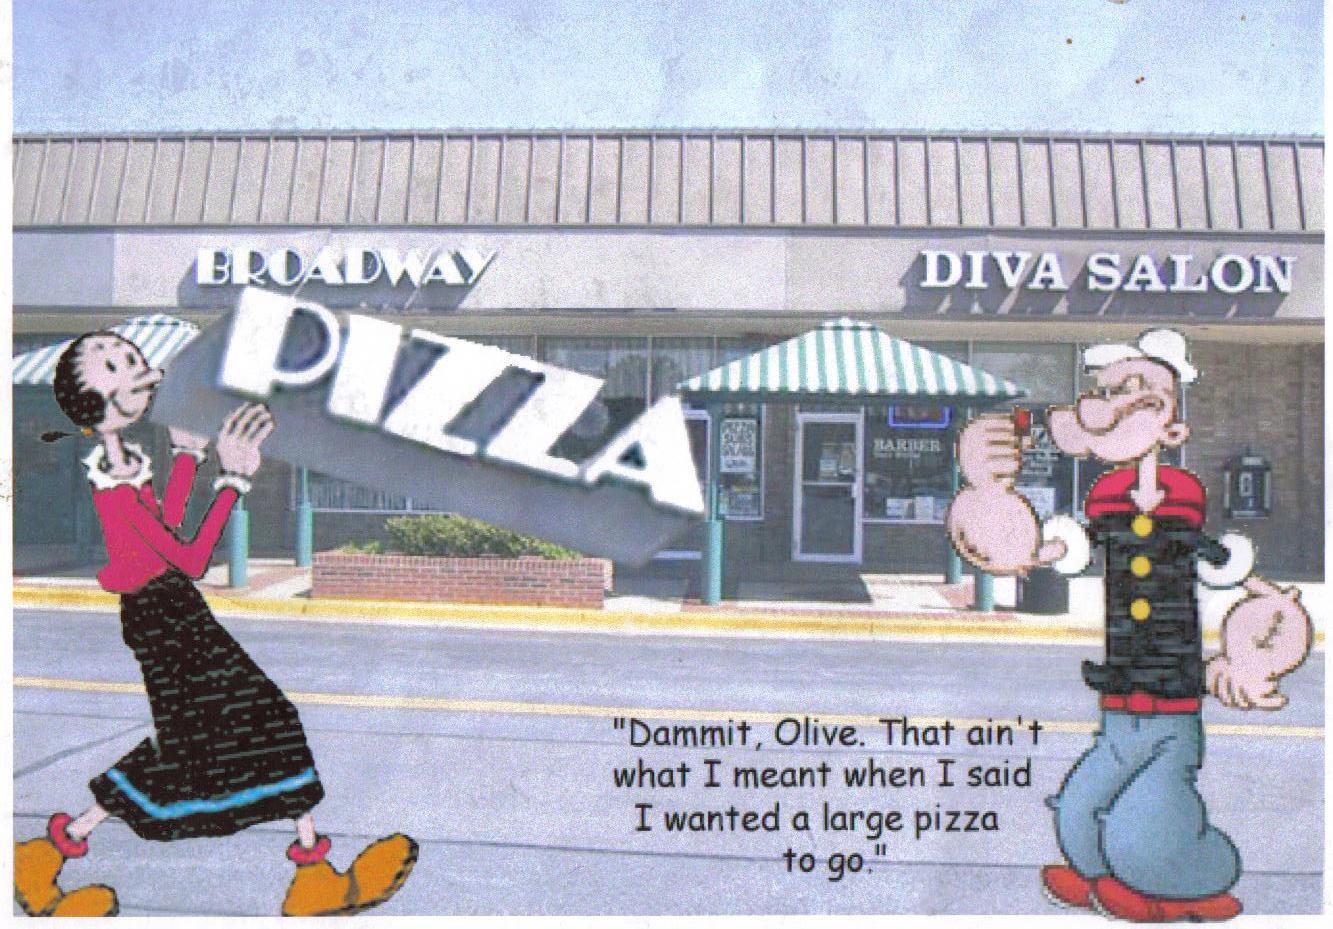 BROADWAY
PIZZA
DIVA SALON
BARBER
"Dammit, Olive. That ain't
what I meant when I said
I wanted a large pizza
to go."